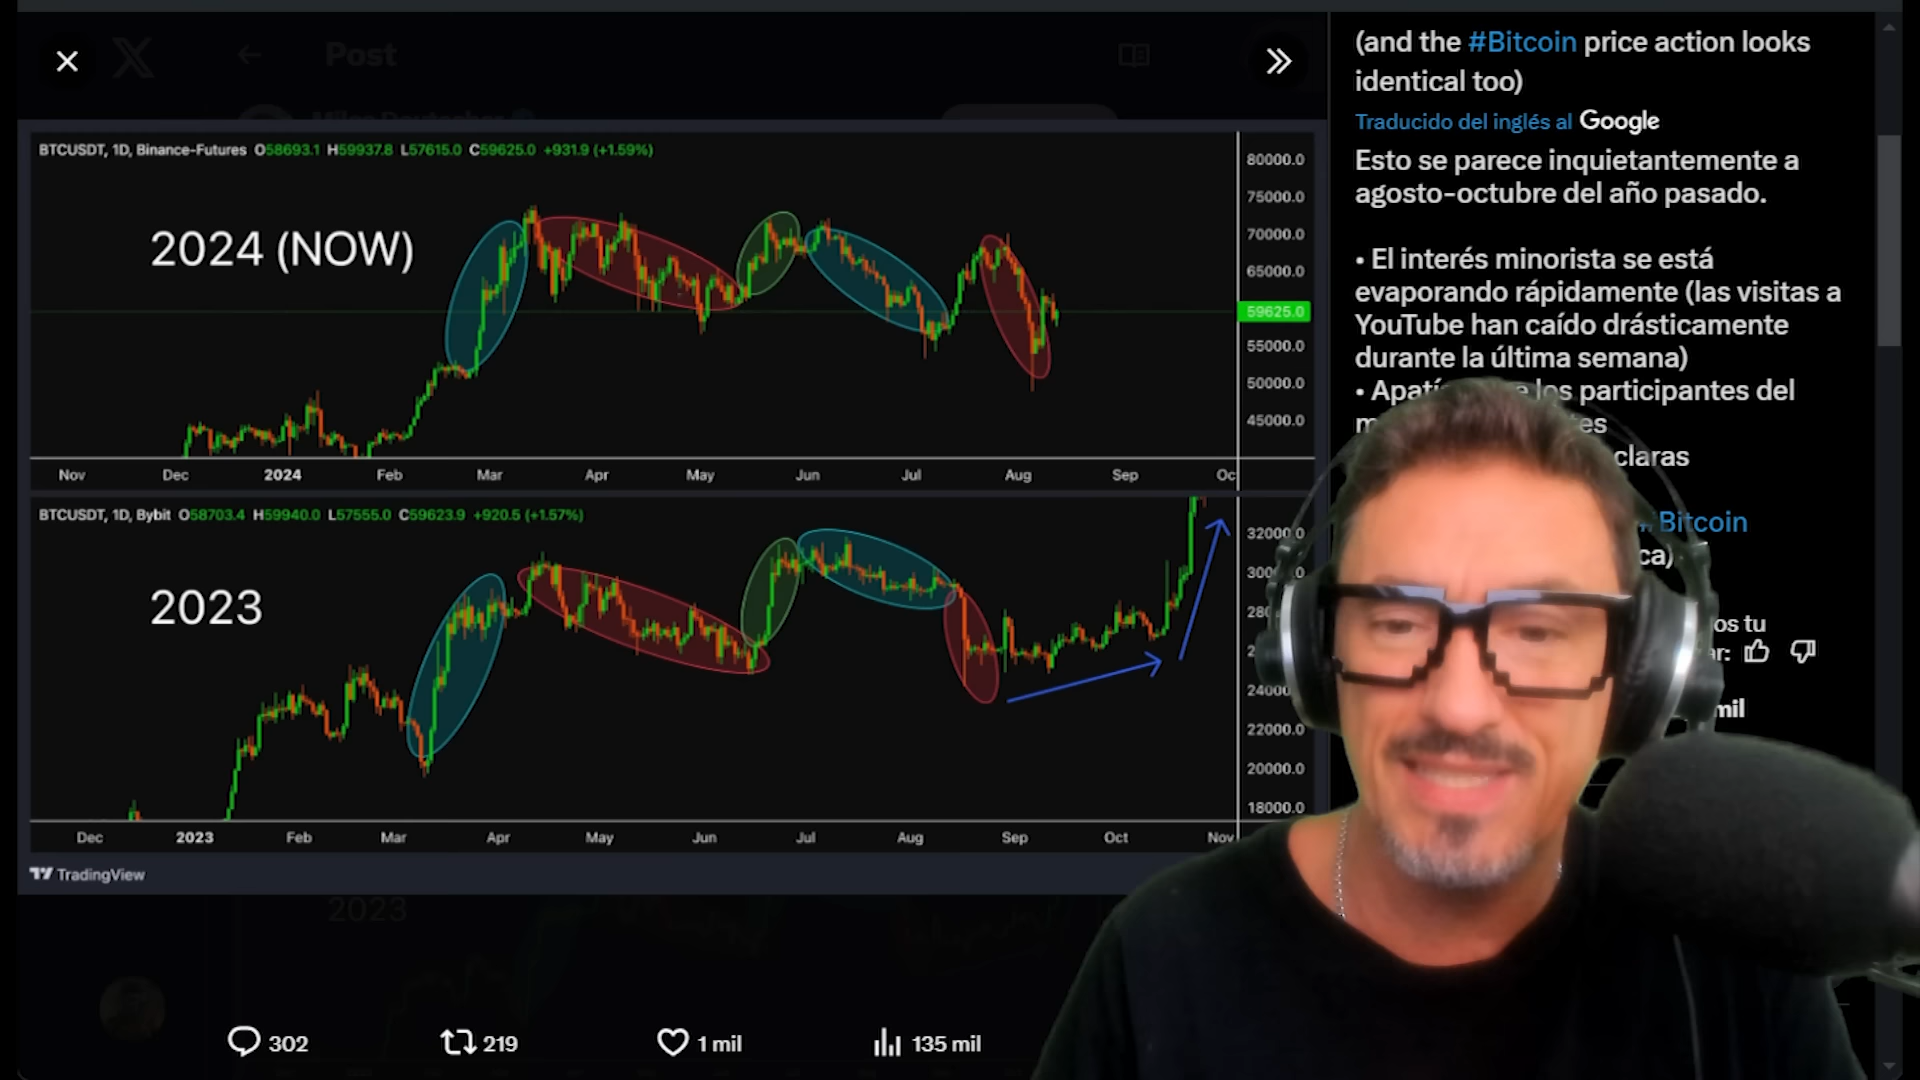 Post
BTCUSDT, 1D, Binance-Futures O58693.1 H59937.8 L57615.0 C59625.0 +931.9 (+1.59%)
2024 (NOW)
80000.0
75000.0
70000.0
65000.0
59625.0
55000.0
50000.0
45000.0
Nov Dec 2024 Feb Mar Apr May Jun Jul Aug Sep Oc
BTCUSDT, 1D, Bybit O58703.4 H59940.0 L57555.0 C59623.9 +920.5 (+1.57%)
2023
32000.0
24000
22000.0
20000.0
18000.0
Dec 2023 Feb Mar Apr May Jun Jul Aug Sep Oct Nov
TradingView
2023
302 219 1 mil 135 mil
(and the #Bitcoin price action looks
identical too)
Traducido del inglés al Google
Esto se parece inquietantemente a
agosto-octubre del año pasado.
• El interés minorista se está
evaporando rápidamente (las visitas a
YouTube han caído drásticamente
durante la última semana)
• los participantes del
claras
#Bitcoin
tu
mil